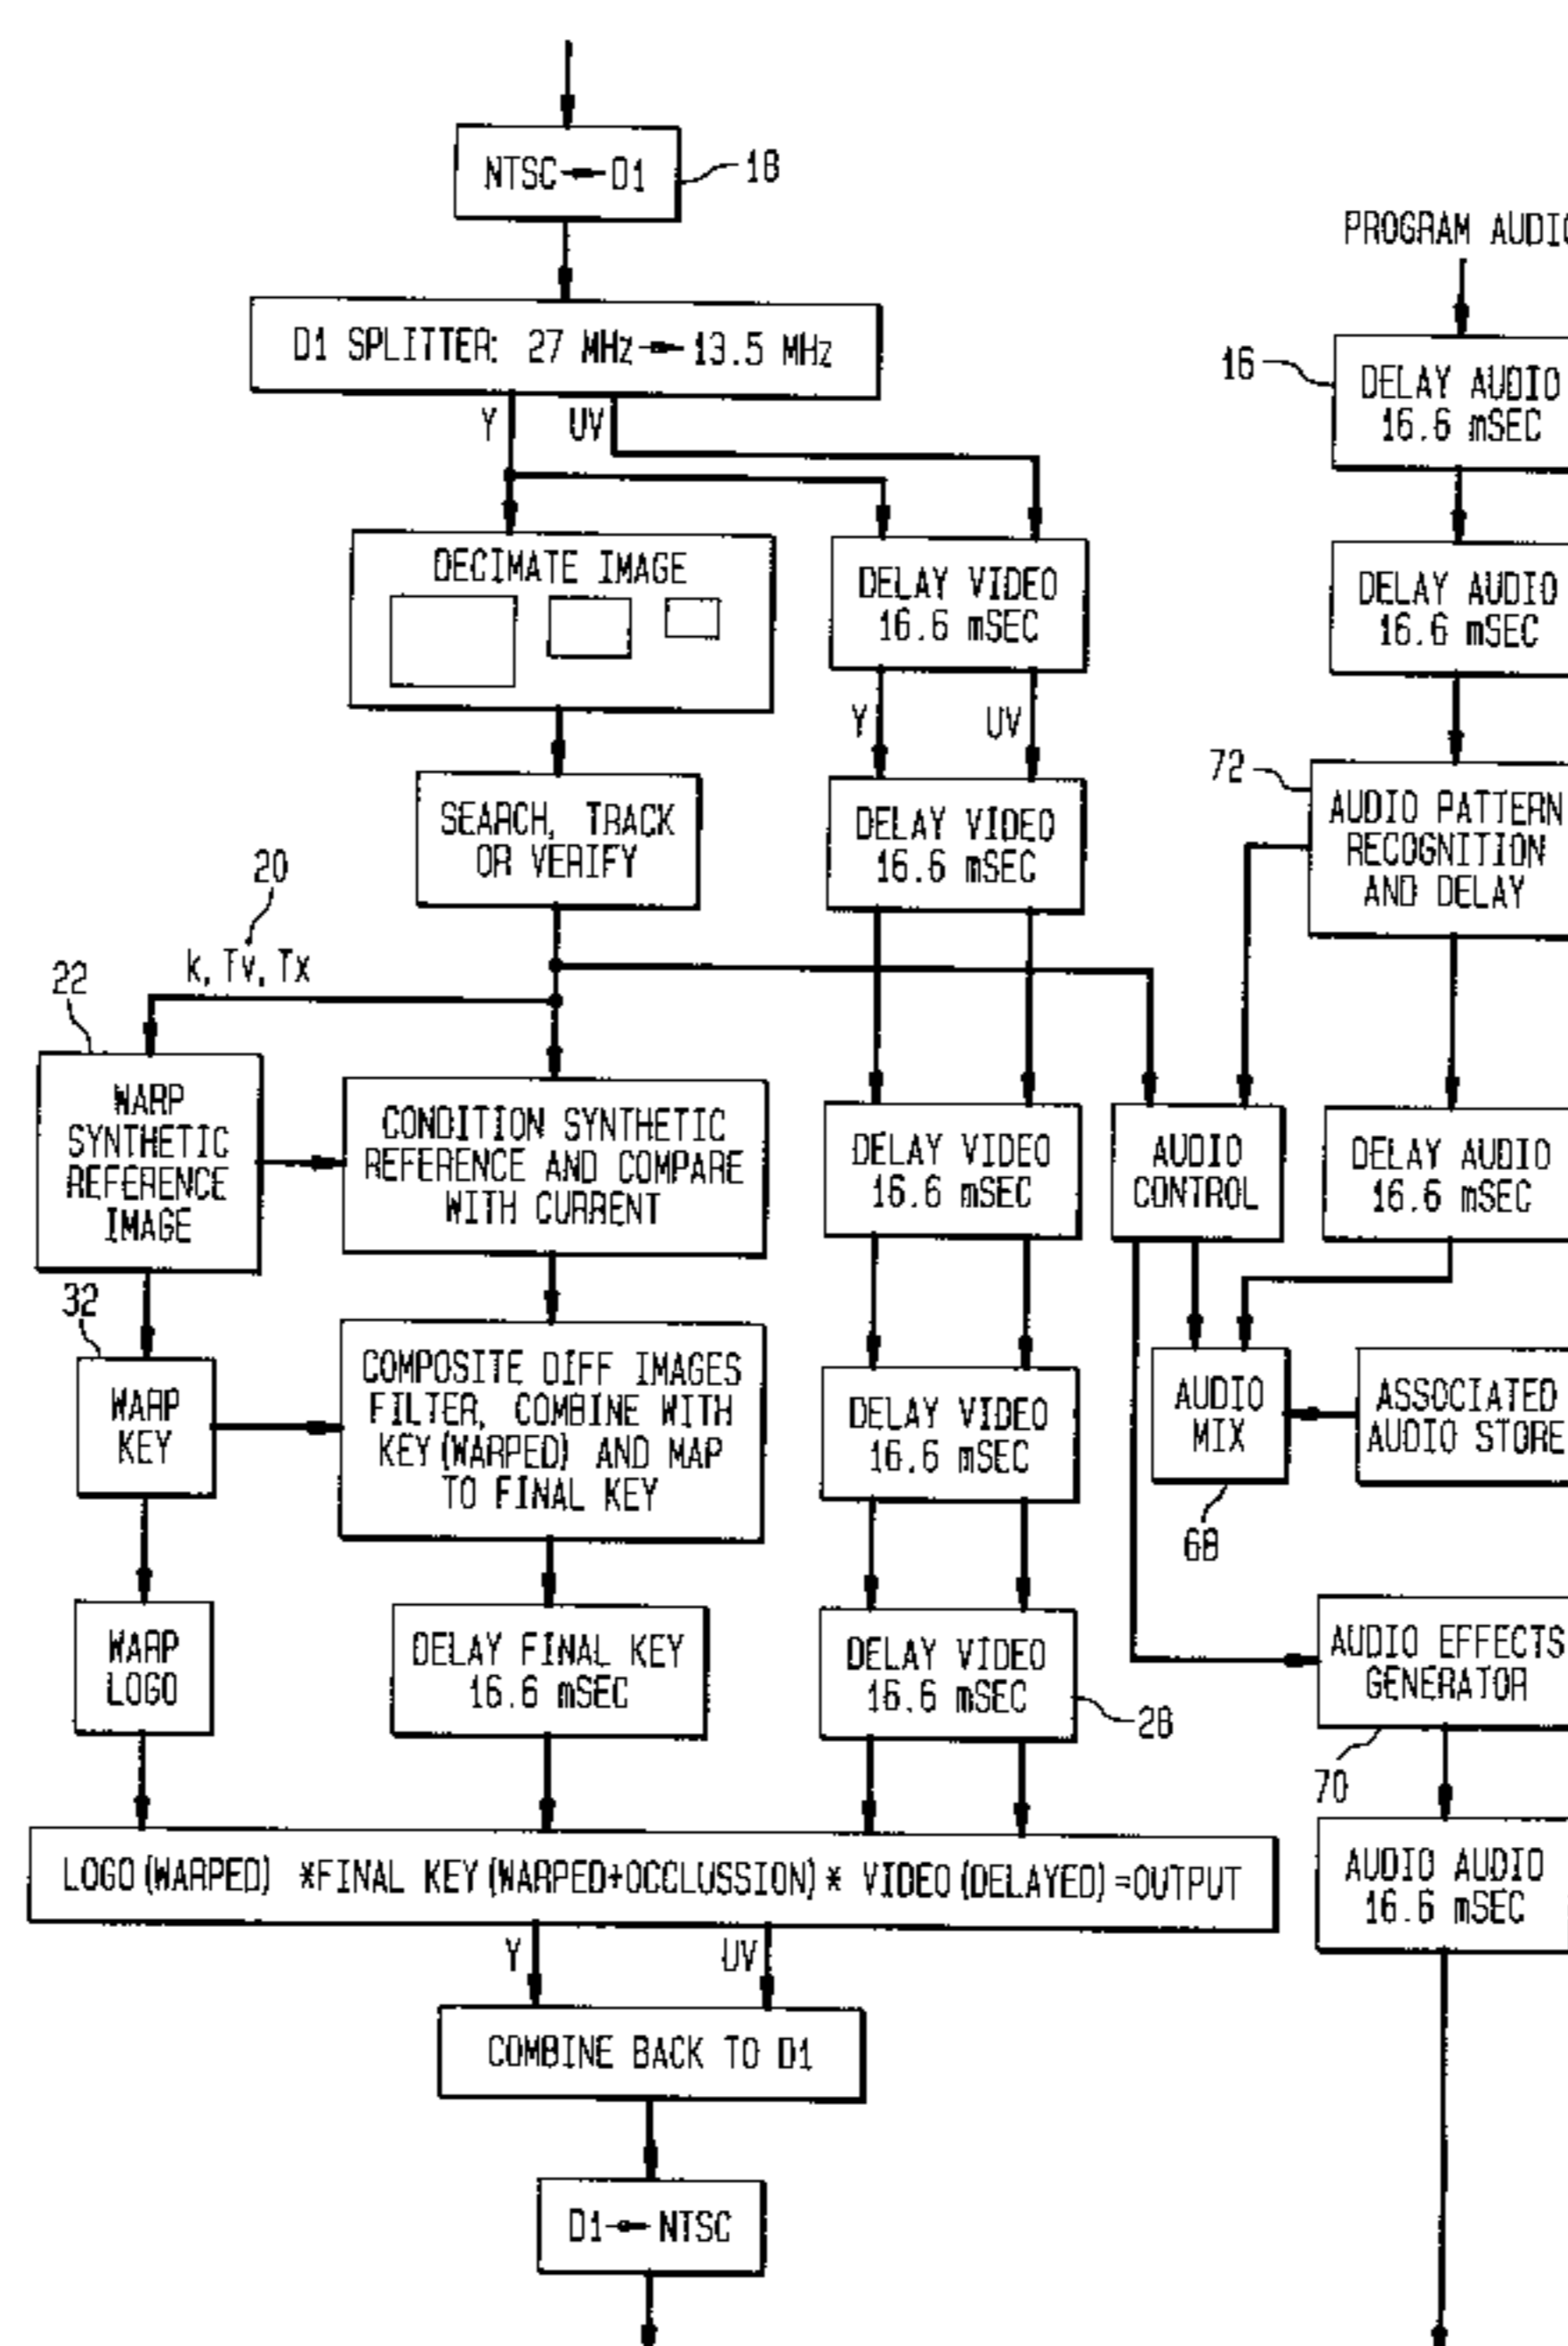 NTSC D1
18
D1 SPLITTER: 27 MHz 13.5 MHz
Y UV
DECIMATE IMAGE
DELAY VIDEO
16.6 mSEC
Y UV
SEARCH, TRACK
OR VERIFY
DELAY VIDEO
16.6 mSEC
20
k, Tv, Tx
22
WARP
SYNTHETIC
REFERENCE
IMAGE
CONDITION SYNTHETIC
REFERENCE AND COMPARE
WITH CURRENT
DELAY VIDEO
16.6 mSEC
32
WARP
KEY
COMPOSITE DIFF IMAGES
FILTER, COMBINE WITH
KEY(WARPED) AND MAP
TO FINAL KEY
DELAY VIDEO
16.6 mSEC
WARP
LOGO
DELAY FINAL KEY
16.6 mSEC
DELAY VIDEO
16.6 mSEC
28
LOGO(WARPED) *FINAL KEY(WARPED+OCCLUSSION)* VIDEO(DELAYED)=OUTPUT
Y UV
COMBINE BACK TO D1
D1 NTSC
PROGRAM
16
DELAY AUDIO
16.6 mSEC
DELAY AUDIO
16.6 mSEC
72
AUDIO PATTERN
RECOGNITION
AND DELAY
AUDIO
CONTROL
DELAY AUDIO
16.6 mSEC
AUDIO
MIX
68
ASSOCIATED
AUDIO STORE
AUDIO EFFECTS
GENERATOR
70
AUDIO AUDIO
16.6 mSEC